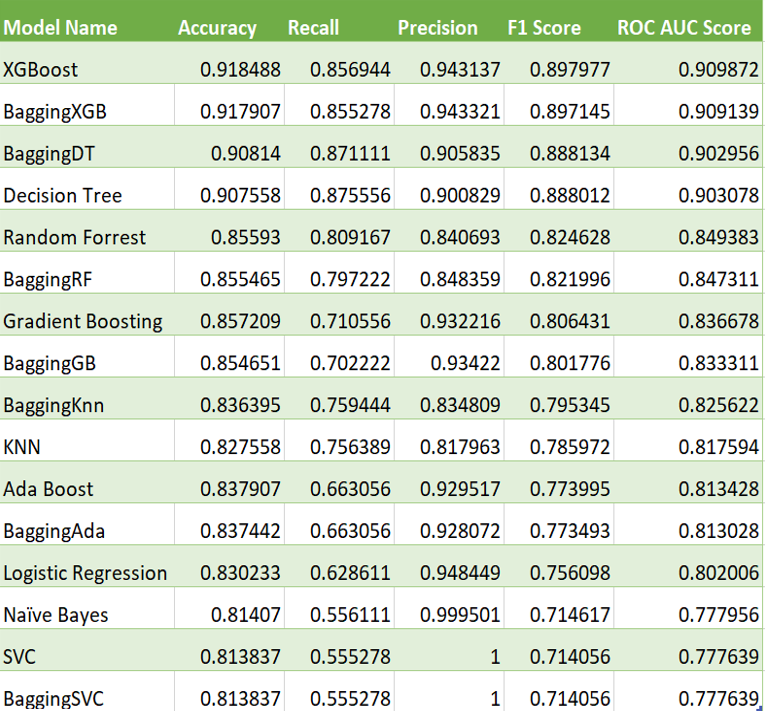 Model Name Accuracy Recall Precision F1 Score ROC AUC Score
XGBoost 0.918488 0.856944 0.943137 0.897977 0.909872
BaggingXGB 0.917907 0.855278 0.943321 0.897145 0.909139
BaggingDT 0.90814 0.871111 0.905835 0.888134 0.902956
Decision Tree 0.907558 0.875556 0.900829 0.888012 0.903078
Random Forrest 0.85593 0.809167 0.840693 0.824628 0.849383
BaggingRF 0.855465 0.797222 0.848359 0.821996 0.847311
Gradient Boosting 0.857209 0.710556 0.932216 0.806431 0.836678
BaggingGB 0.854651 0.702222 0.93422 0.801776 0.833311
BaggingKnn 0.836395 0.759444 0.834809 0.795345 0.825622
KNN 0.827558 0.756389 0.817963 0.785972 0.817594
Ada Boost 0.837907 0.663056 0.929517 0.773995 0.813428
BaggingAda 0.837442 0.663056 0.928072 0.773493 0.813028
Logistic Regression 0.830233 0.628611 0.948449 0.756098 0.802006
Naïve Bayes 0.81407 0.556111 0.999501 0.714617 0.777956
SVC 0.813837 0.555278 1 0.714056 0.777639
BaggingSVC 0.813837 0.555278 1 0.714056 0.777639